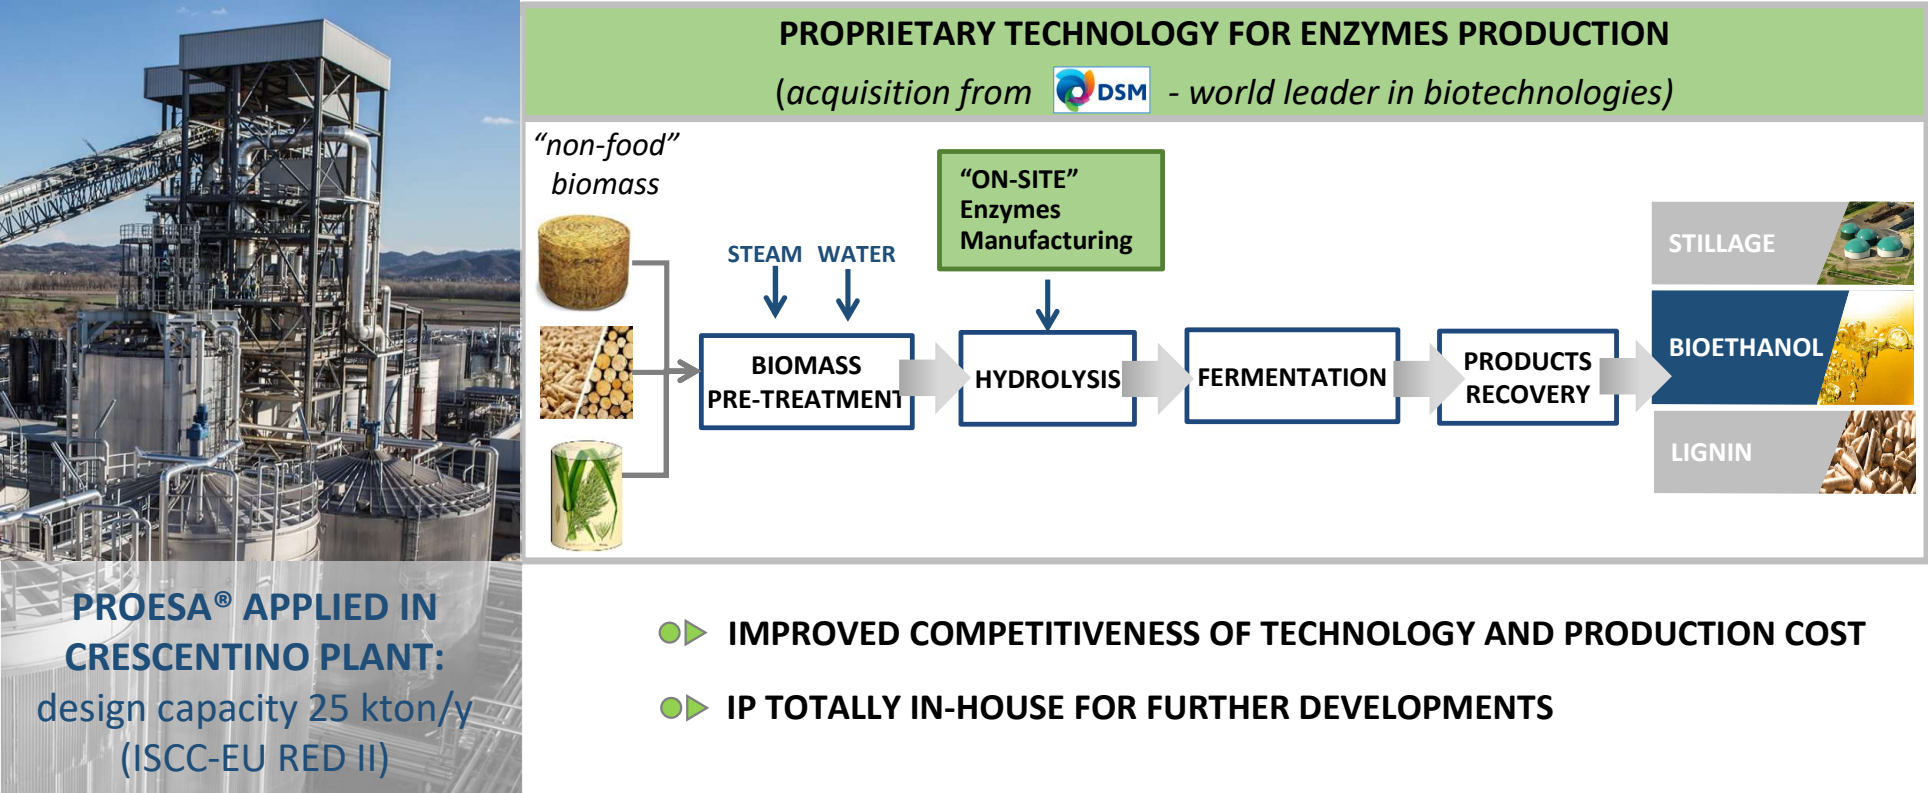 PROPRIETARY TECHNOLOGY FOR ENZYMES PRODUCTION
(acquisition from DSM - world leader in biotechnologies)
“non-food”
biomass
STEAM WATER
“ON-SITE”
Enzymes
Manufacturing
BIOMASS
PRE-TREATMENT
HYDROLYSIS
FERMENTATION
PRODUCTS
RECOVERY
STILLAGE
BIOETHANOL
LIGNIN
PROESA® APPLIED IN
CRESCENTINO PLANT:
design capacity 25 kton/y
(ISCC-EU RED II)
IMPROVED COMPETITIVENESS OF TECHNOLOGY AND PRODUCTION COST
IP TOTALLY IN-HOUSE FOR FURTHER DEVELOPMENTS